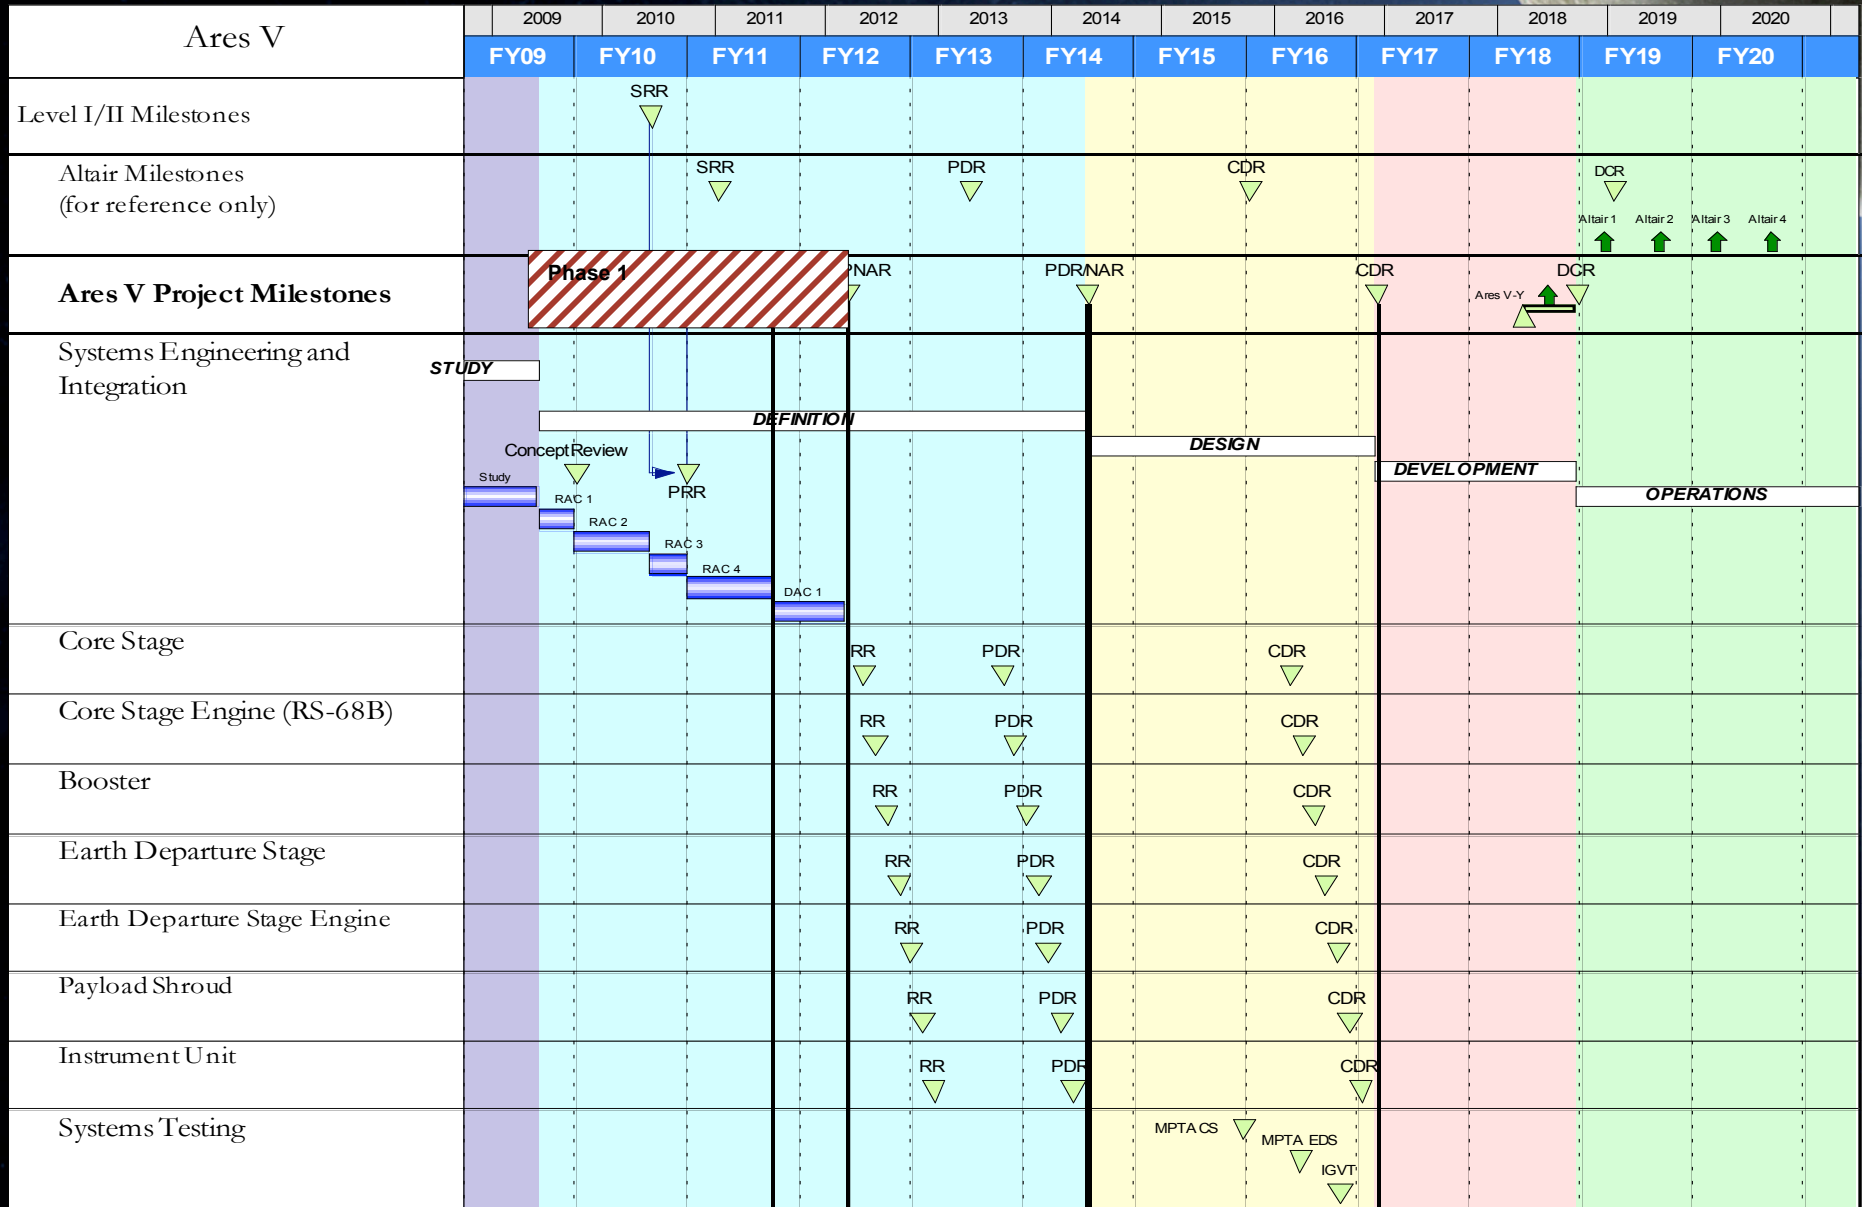 Ares V
2009 2010 2011 2012 2013 2014 2015 2016 2017 2018 2019 2020
FY09 FY10 FY11 FY12 FY13 FY14 FY15 FY16 FY17 FY18 FY19 FY20
Level I/II Milestones
SRR
Altair Milestones
(for reference only)
SRR PDR CDR DCR
Altair 1 Altair 2 Altair 3 Altair 4
Ares V Project Milestones
Phase 1
PNAR PDR/NAR CDR DCR
Ares V-Y
Systems Engineering and
Integration
STUDY
DEFINITION
DESIGN
DEVELOPMENT
OPERATIONS
Concept Review
PRR
Study
RAC 1
RAC 2
RAC 3
RAC 4
DAC 1
Core Stage
RR PDR CDR
Core Stage Engine (RS-68B)
RR PDR CDR
Booster
RR PDR CDR
Earth Departure Stage
RR PDR CDR
Earth Departure Stage Engine
RR PDR CDR
Payload Shroud
RR PDR CDR
Instrument Unit
RR PDR CDR
Systems Testing
MPTA CS
MPTA EDS
IGVT